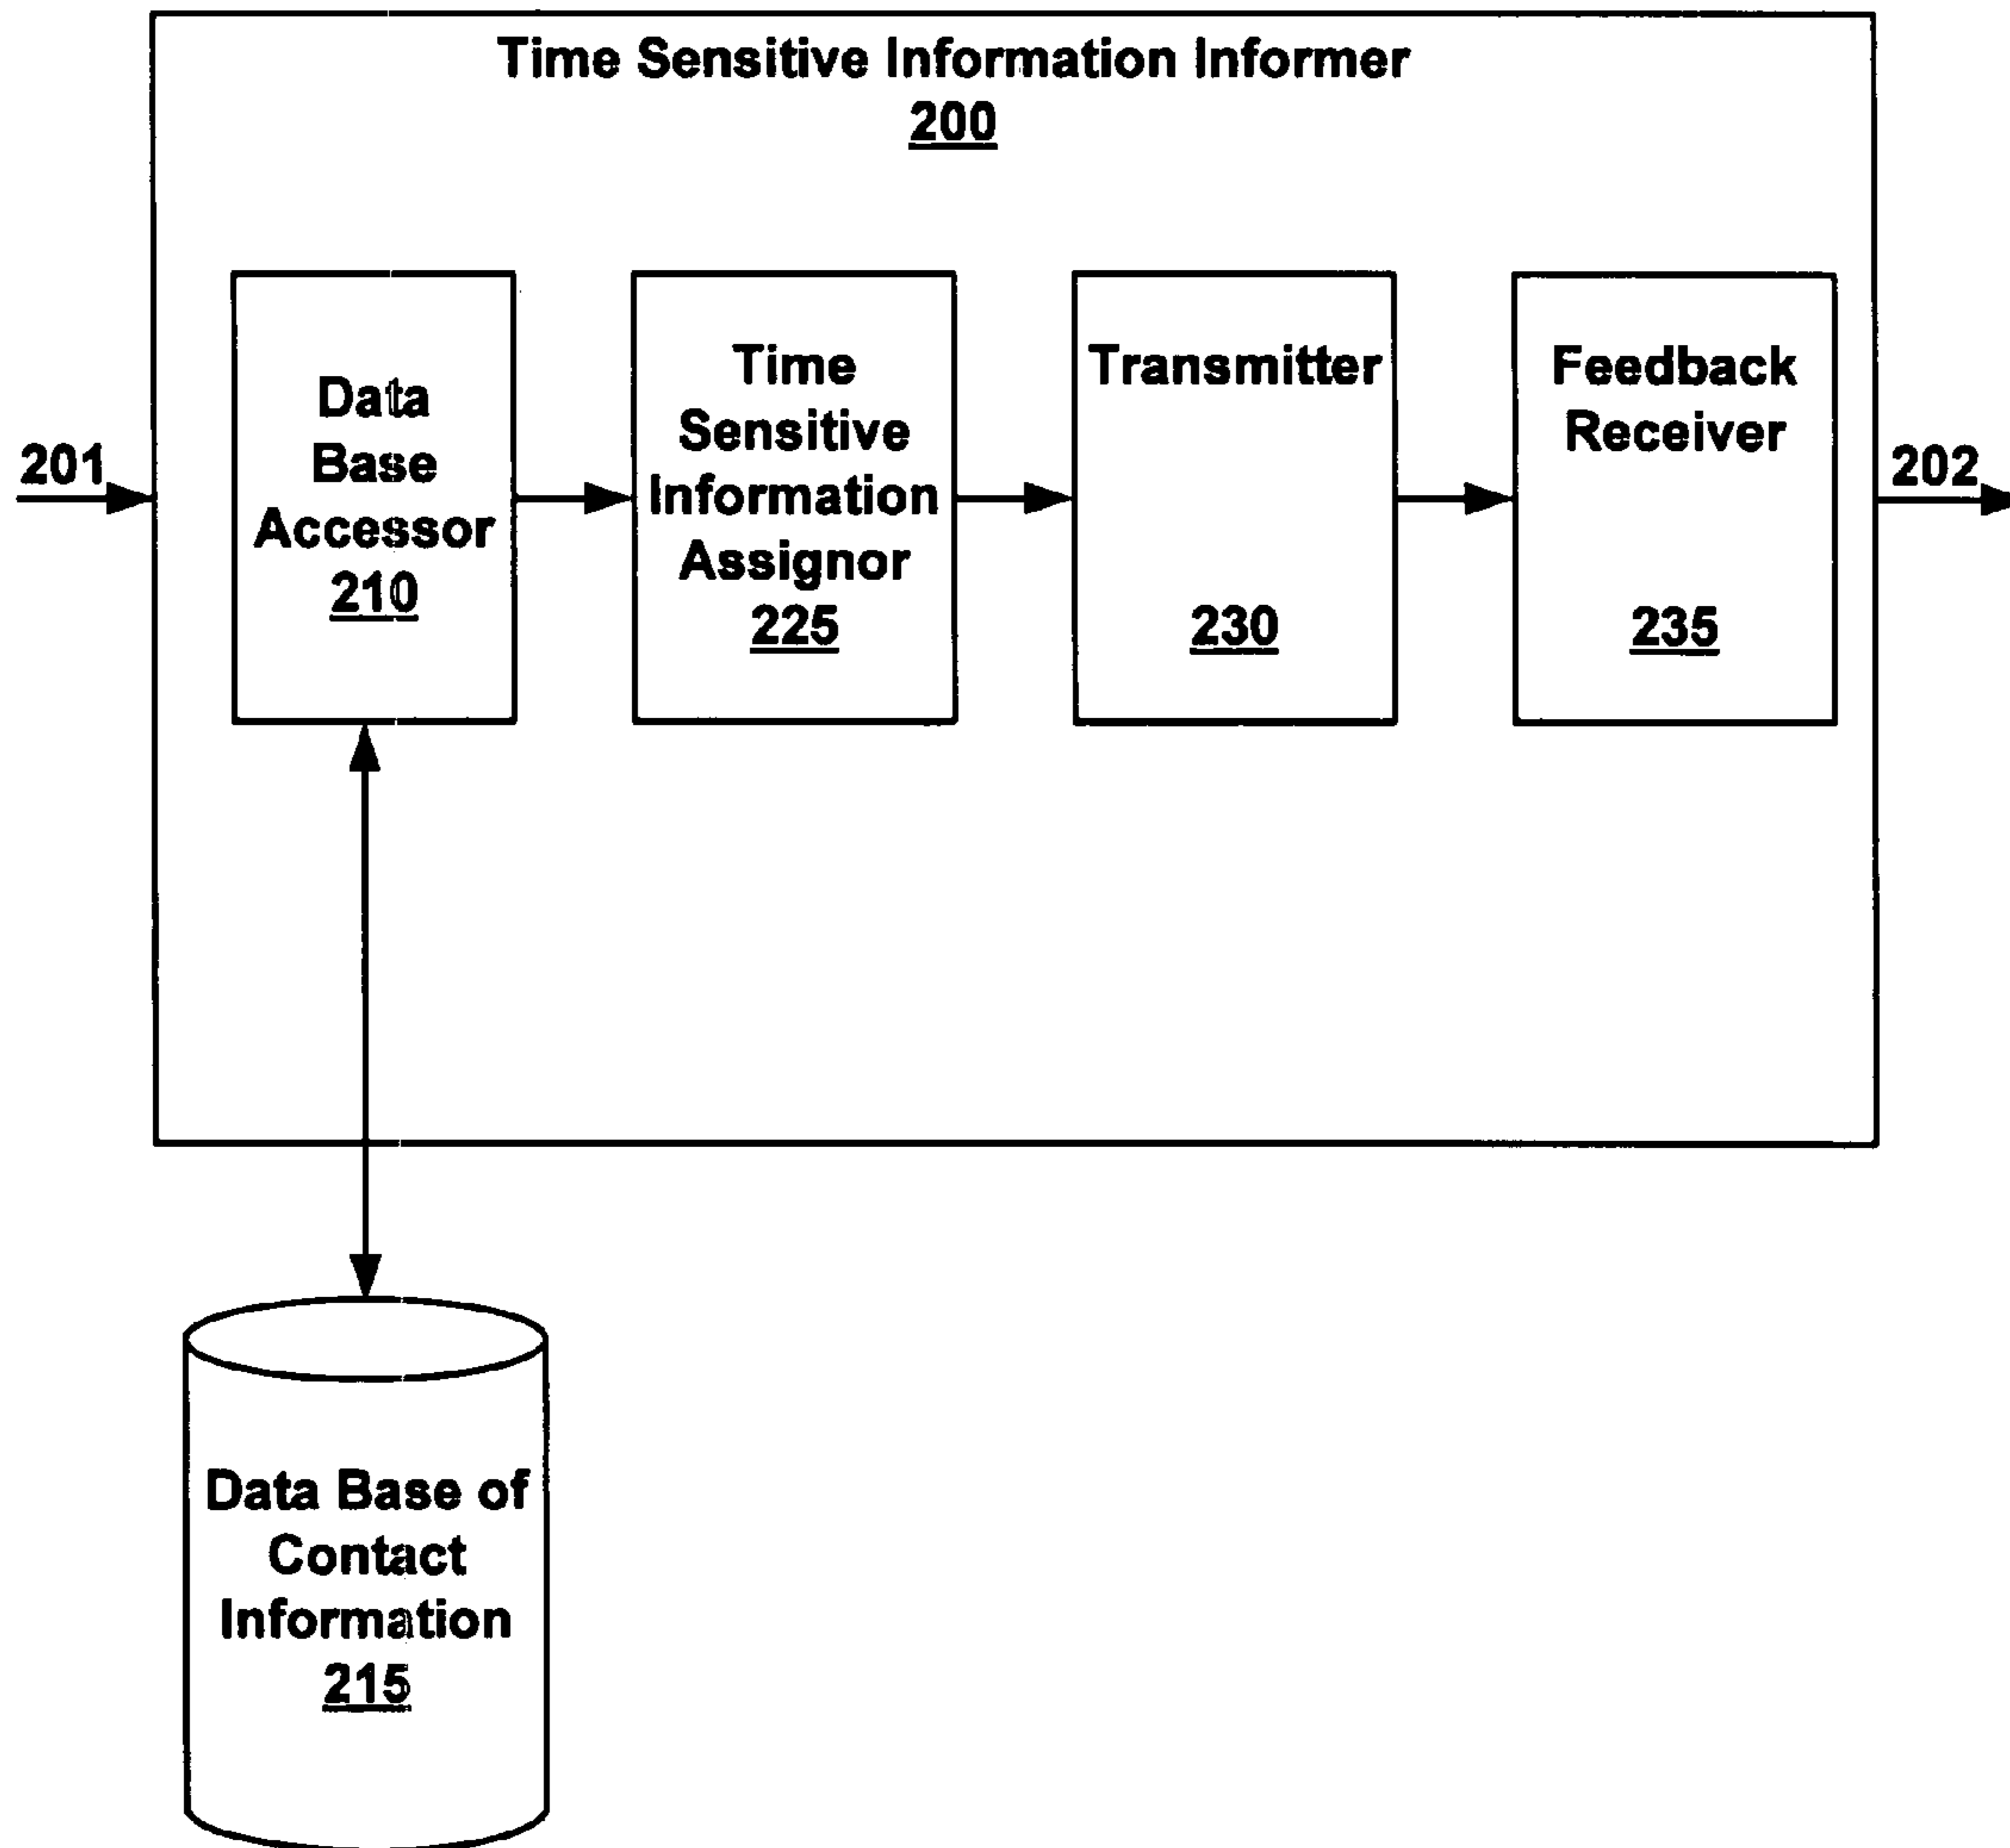 Time Sensitive Information Informer
200
201
Data
Base
Accessor
210
Time
Sensitive
Information
Assignor
225
Transmitter
230
Feedback
Receiver
235
202
Data Base of
Contact
Information
215